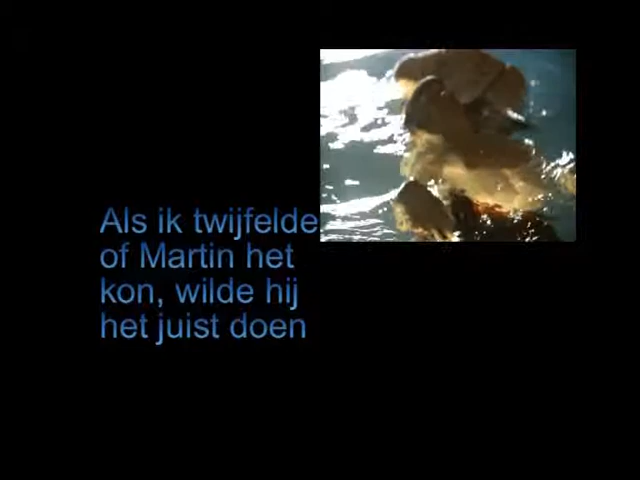 Als ik twijfelde
of Martin het
kon, wilde hij
het juist doen